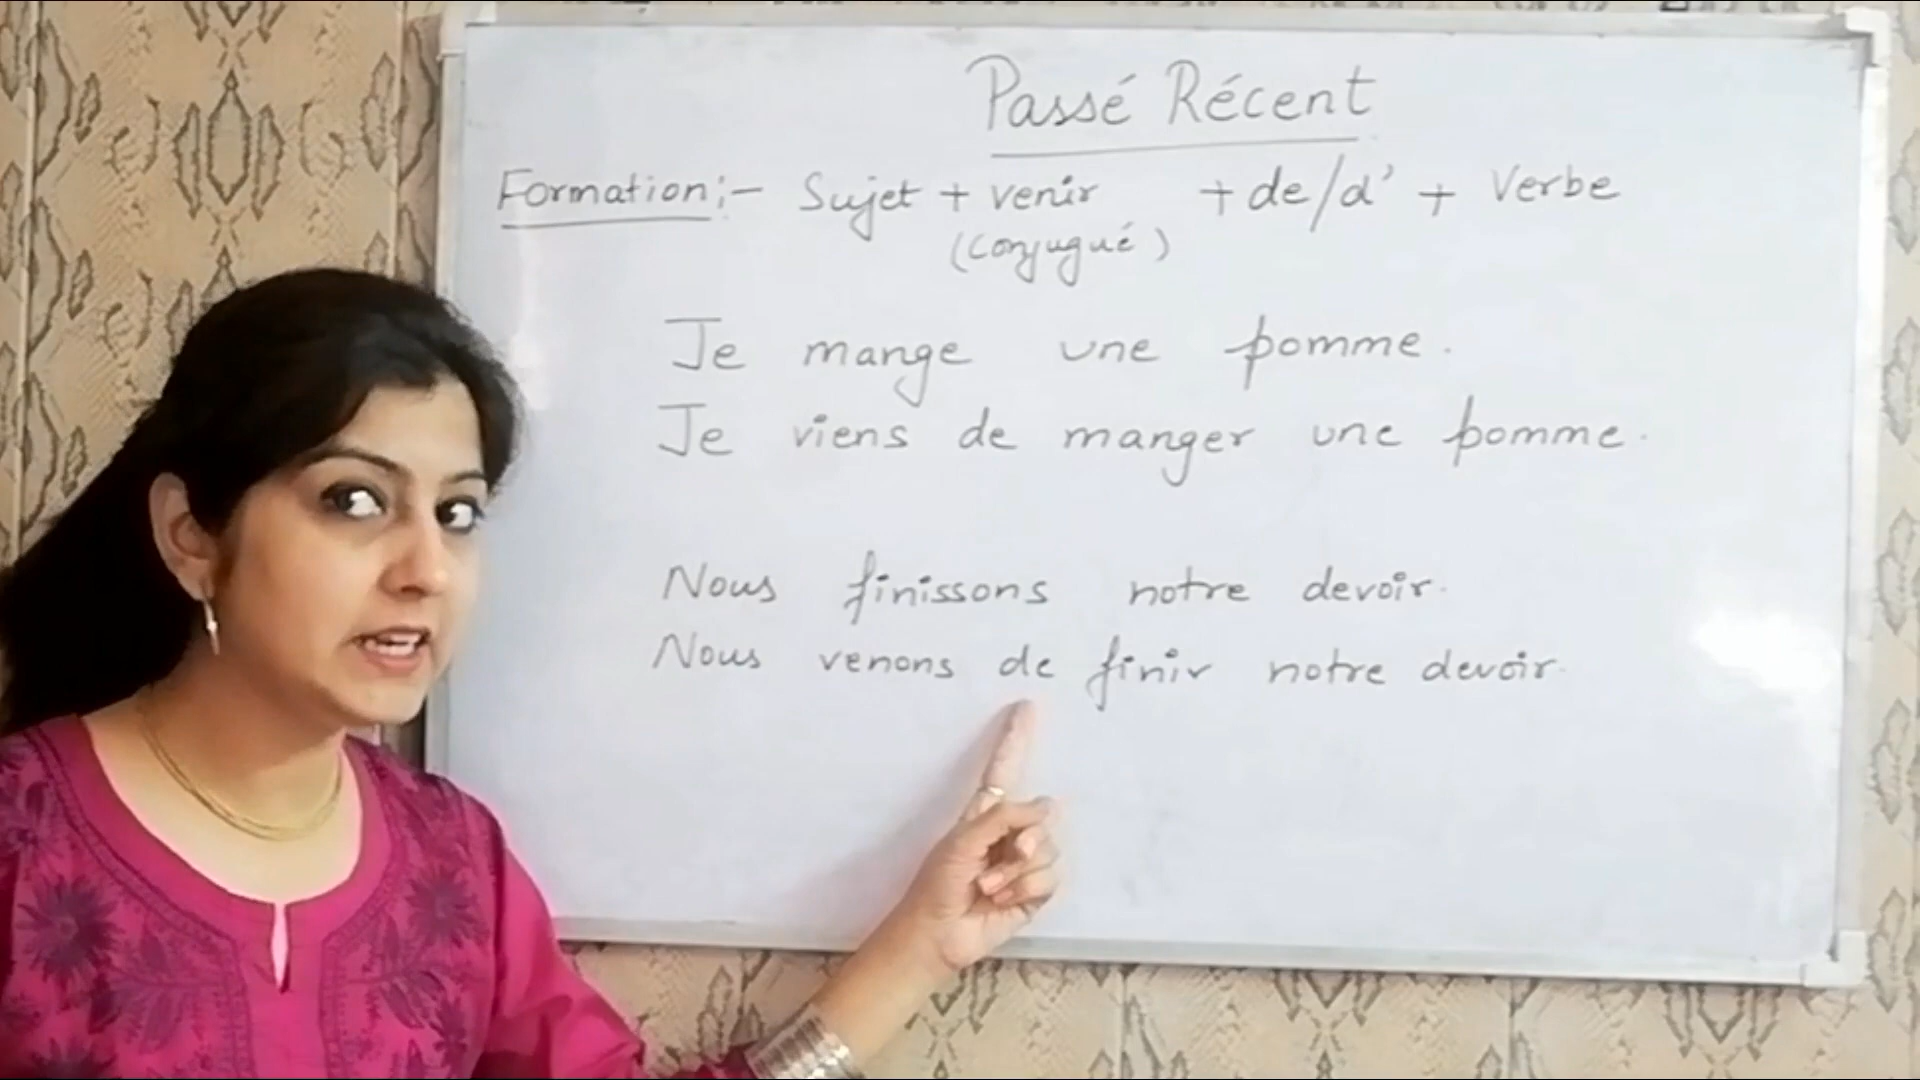 Passé Récent
Formation:- Sujet + venir + de/d' + Verbe
(conjugué)
Je mange une pomme.
Je viens de manger une pomme.
Nous finissons notre devoir.
Nous venons de finir notre devoir.